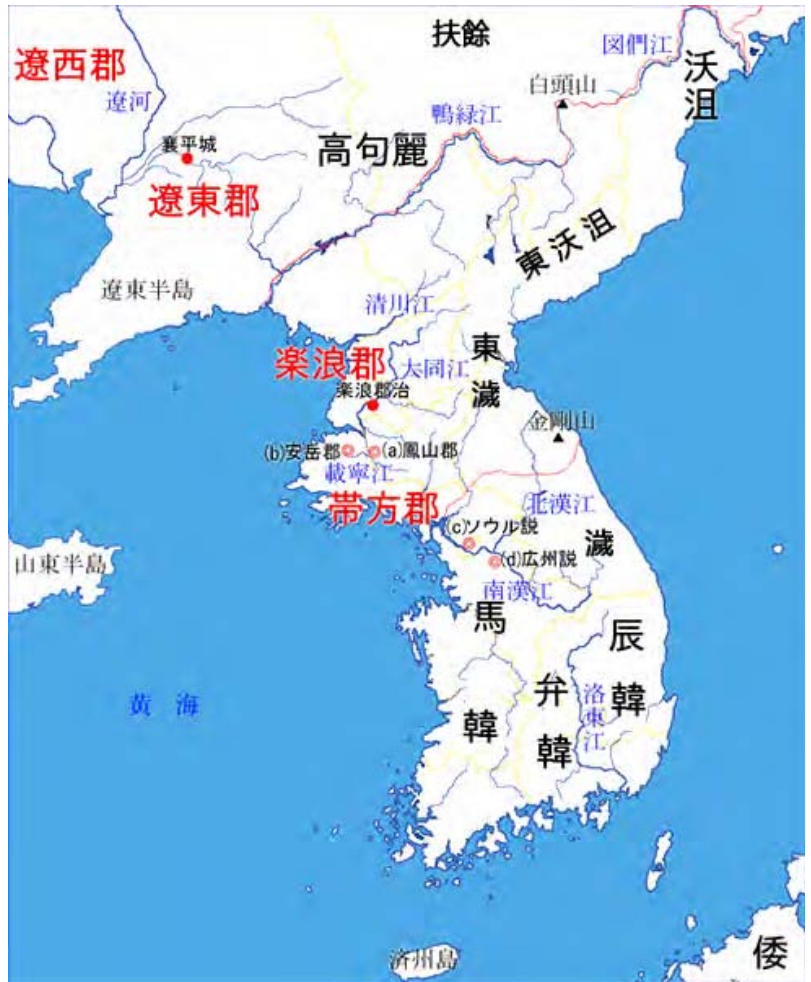 扶餘
図們江
遼西郡
沃沮
遼河
白頭山
鴨緑江
襄平城
高句麗
遼東郡
東沃沮
遼東半島
清川江
楽浪郡
大同江
東濊
楽浪郡治
金剛山
(b)安岳郡
(a)鳳山郡
載寧江
帯方郡
北漢江
(c)ソウル説
濊
(d)広州説
山東半島
南漢江
馬韓
辰韓
弁韓
洛東江
黄 海
倭
済州島